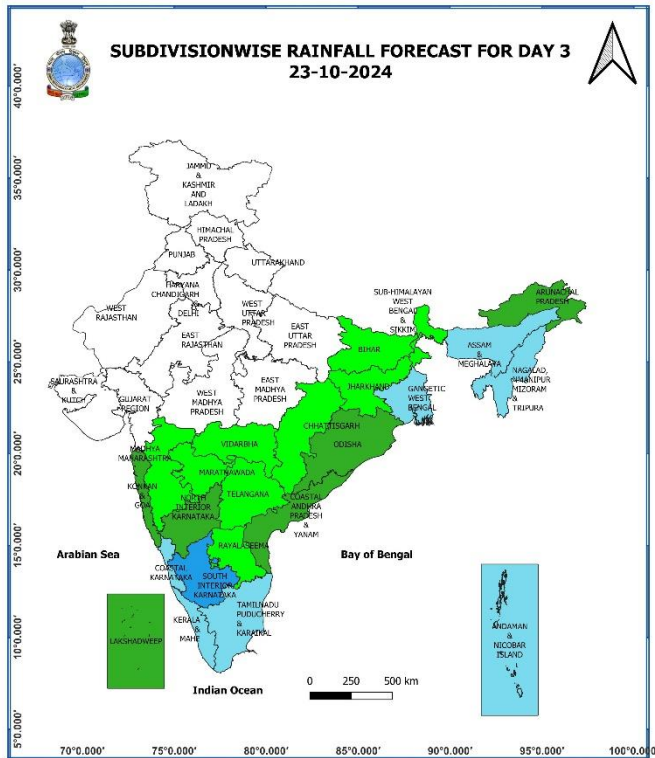 SUBDIVISIONWISE RAINFALL FORECAST FOR DAY 3
23-10-2024
40°0.000'
35°0.000'
30°0.000'
25°0.000'
20°0.000'
15°0.000'
10°0.000'
5°0.000'
JAMMU
&
KASHMIR
AND
LADAKH
HIMACHAL
PRADESH
PUNJAB
UTTARAKHAND
HARYANA
CHANDIGARH
&
DELHI
WEST
RAJASTHAN
WEST
UTTAR
PRADESH
EAST
RAJASTHAN
EAST
UTTAR
PRADESH
SUB-HIMALAYAN
WEST
BENGAL
&
SIKKIM
ARUNACHAL
PRADESH
BIHAR
ASSAM
&
MEGHALAYA
NAGALAD,
MANIPUR
MIZORAM
&
TRIPURA
SAURASHTRA
&
KUTCH
GUJARAT
REGION
WEST
MADHYA
PRADESH
EAST
MADHYA
PRADESH
JHARKHAND
GANGETIC
WEST
BENGAL
CHHATTISGARH
ODISHA
VIDARBHA
MADHYA
MAHARASHTRA
MARATHAWADA
KONKAN
&
GOA
NORTH
INTERIOR
KARNATAKA
TELANGANA
COASTAL
ANDHRA
PRADESH
&
YANAM
RAYALASEEMA
Arabian Sea
Bay of Bengal
COASTAL
KARNATAKA
SOUTH
INTERIOR
KARNATAKA
TAMILNADU
PUDUCHERRY
&
KARAIKAL
KERALA
&
MAHE
LAKSHADWEEP
ANDAMAN
&
NICOBAR
ISLAND
Indian Ocean
0 250 500 km
70°0.000' 75°0.000' 80°0.000' 85°0.000' 90°0.000' 95°0.000' 100°0.000'